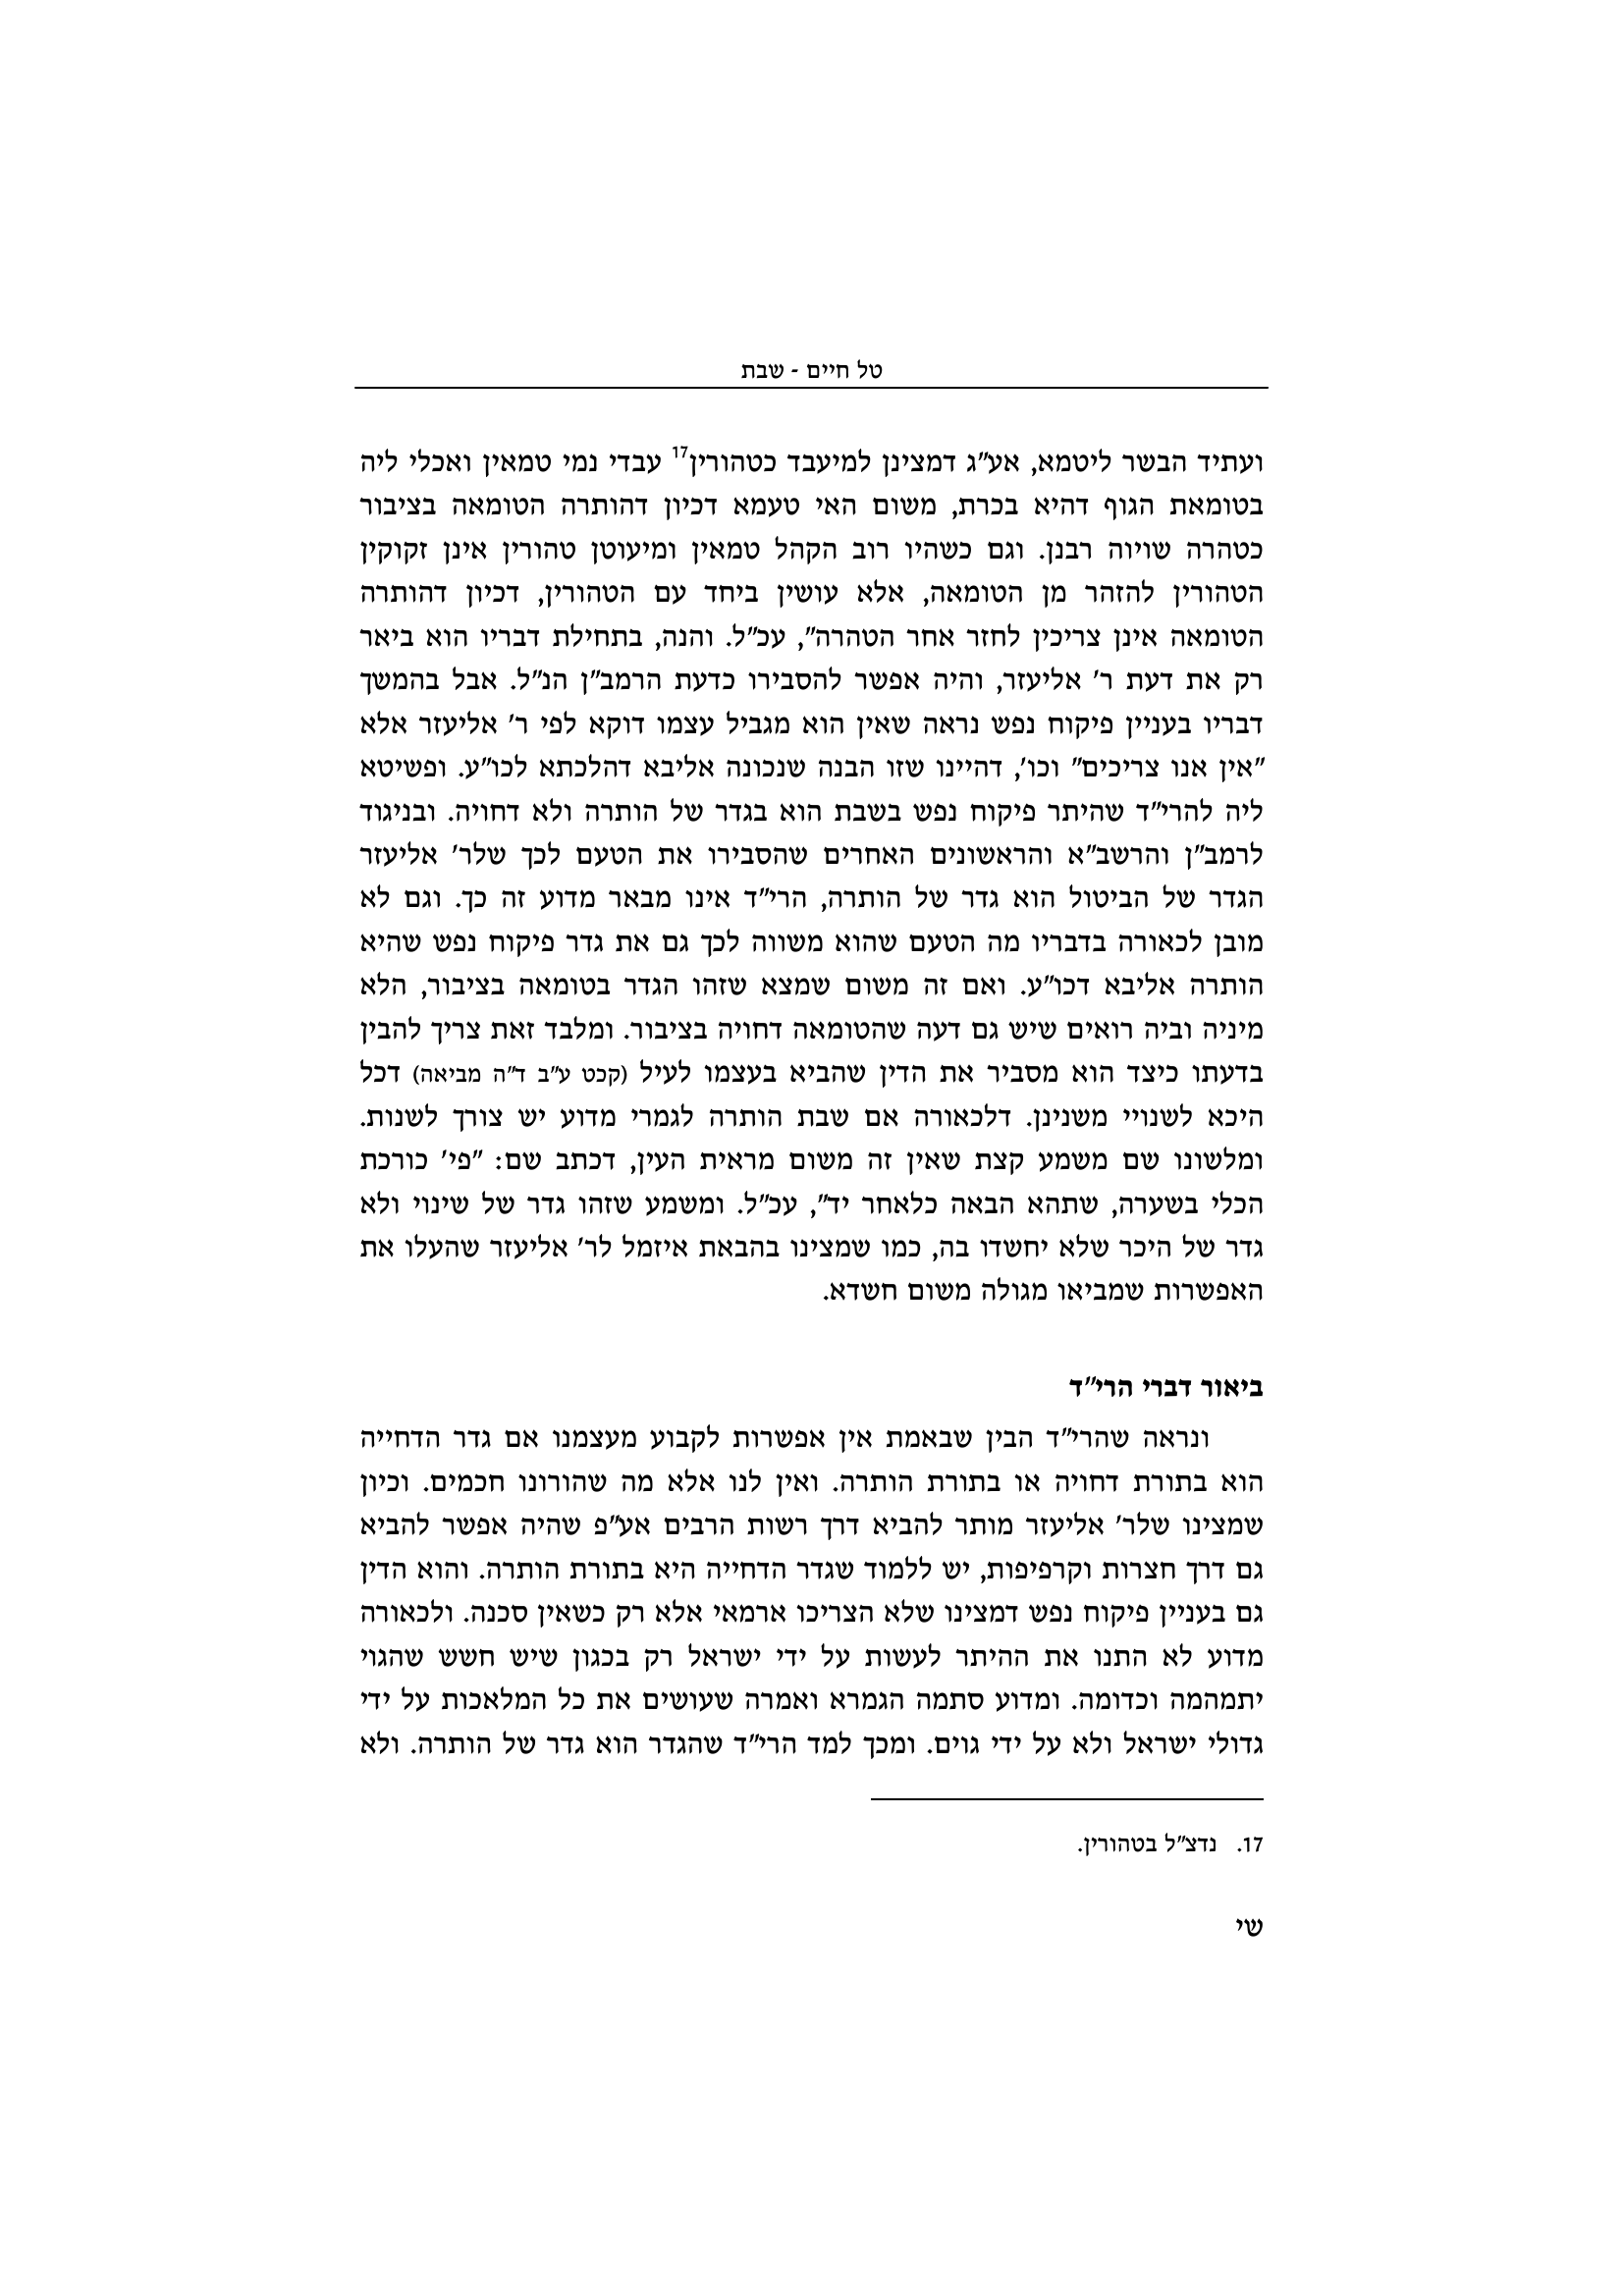 טל חיים - שבת
ועתיד הבשר ליטמא, אע״ג דמצינן למיעבד כטהורין17 עבדי נמי טמאין ואכלי ליה
בטומאת הגוף דהיא בכרת, משום האי טעמא דכיון דהותרה הטומאה בציבור
כטהרה שויוה רבנן. וגם כשהיו רוב הקהל טמאין ומיעוטן טהורין אינן זקוקין
הטהורין להזהר מן הטומאה, אלא עושין ביחד עם הטהורין, דכיון דהותרה
הטומאה אינן צריכין לחזר אחר הטהרה״, עכ״ל. והנה, בתחילת דבריו הוא ביאר
רק את דעת ר׳ אליעזר, והיה אפשר להסבירו כדעת הרמב״ן הנ״ל. אבל בהמשך
דבריו בעניין פיקוח נפש נראה שאין הוא מגביל עצמו דוקא לפי ר׳ אליעזר אלא
״אין אנו צריכים״ וכו׳, דהיינו שזו הבנה שנכונה אליבא דהלכתא לכו״ע. ופשיטא
ליה להרי״ד שהיתר פיקוח נפש בשבת הוא בגדר של הותרה ולא דחויה. ובניגוד
לרמב״ן והרשב״א והראשונים האחרים שהסבירו את הטעם לכך שלר׳ אליעזר
הגדר של הביטול הוא גדר של הותרה, הרי״ד אינו מבאר מדוע זה כך. וגם לא
מובן לכאורה בדבריו מה הטעם שהוא משווה לכך גם את גדר פיקוח נפש שהיא
הותרה אליבא דכו״ע. ואם זה משום שמצא שזהו הגדר בטומאה בציבור, הלא
מיניה וביה רואים שיש גם דעה שהטומאה דחויה בציבור. ומלבד זאת צריך להבין
בדעתו כיצד הוא מסביר את הדין שהביא בעצמו לעיל (קכט ע״ב ד״ה מביאה) דכל
היכא לשנויי משנינן. דלכאורה אם שבת הותרה לגמרי מדוע יש צורך לשנות.
ומלשונו שם משמע קצת שאין זה משום מראית העין, דכתב שם: ״פי׳ כורכת
הכלי בשערה, שתהא הבאה כלאחר יד״, עכ״ל. ומשמע שזהו גדר של שינוי ולא
גדר של היכר שלא יחשדו בה, כמו שמצינו בהבאת איזמל לר׳ אליעזר שהעלו את
האפשרות שמביאו מגולה משום חשדא.
ביאור דברי הרי״ד
ונראה שהרי״ד הבין שבאמת אין אפשרות לקבוע מעצמנו אם גדר הדחייה
הוא בתורת דחויה או בתורת הותרה. ואין לנו אלא מה שהורונו חכמים. וכיון
שמצינו שלר׳ אליעזר מותר להביא דרך רשות הרבים אע״פ שהיה אפשר להביא
גם דרך חצרות וקרפיפות, יש ללמוד שגדר הדחייה היא בתורת הותרה. והוא הדין
גם בעניין פיקוח נפש דמצינו שלא הצריכו ארמאי אלא רק כשאין סכנה. ולכאורה
מדוע לא התנו את ההיתר לעשות על ידי ישראל רק בכגון שיש חשש שהגוי
יתמהמה וכדומה. ומדוע סתמה הגמרא ואמרה שעושים את כל המלאכות על ידי
גדולי ישראל ולא על ידי גוים. ומכך למד הרי״ד שהגדר הוא גדר של הותרה. ולא
17. נדצ״ל בטהורין.
שי